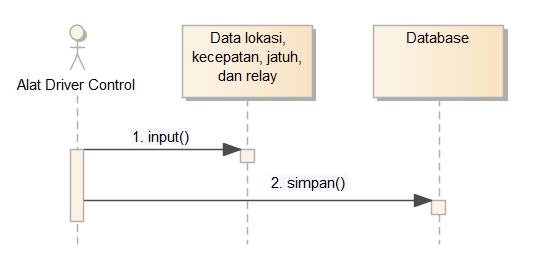 Alat Driver Control
Data lokasi,
kecepatan, jatuh,
dan relay
Database
1. input()
2. simpan()